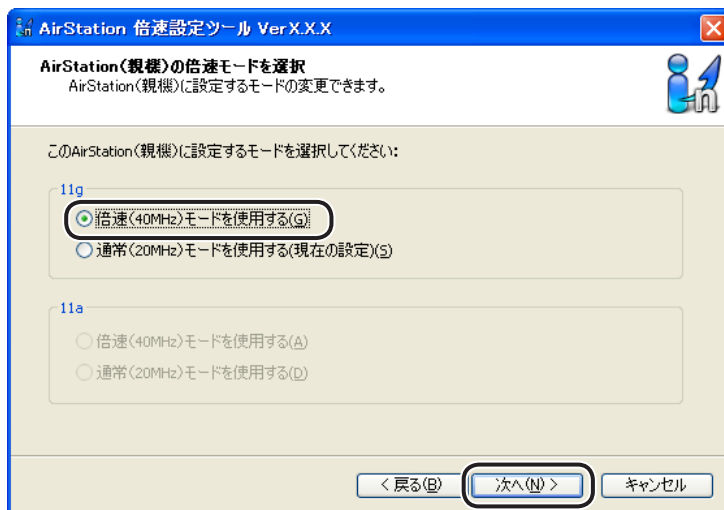 AirStation 倍速設定ツール VerX.X.X
AirStation(親機)の倍速モードを選択
AirStation(親機)に設定するモードの変更できます。
n
このAirStation(親機)に設定するモードを選択してください:
11g
倍速(40MHz)モードを使用する(G)
通常(20MHz)モードを使用する(現在の設定)(S)
11a
倍速(40MHz)モードを使用する(A)
通常(20MHz)モードを使用する(D)
< 戻る(B)
次へ(N) >
キャンセル